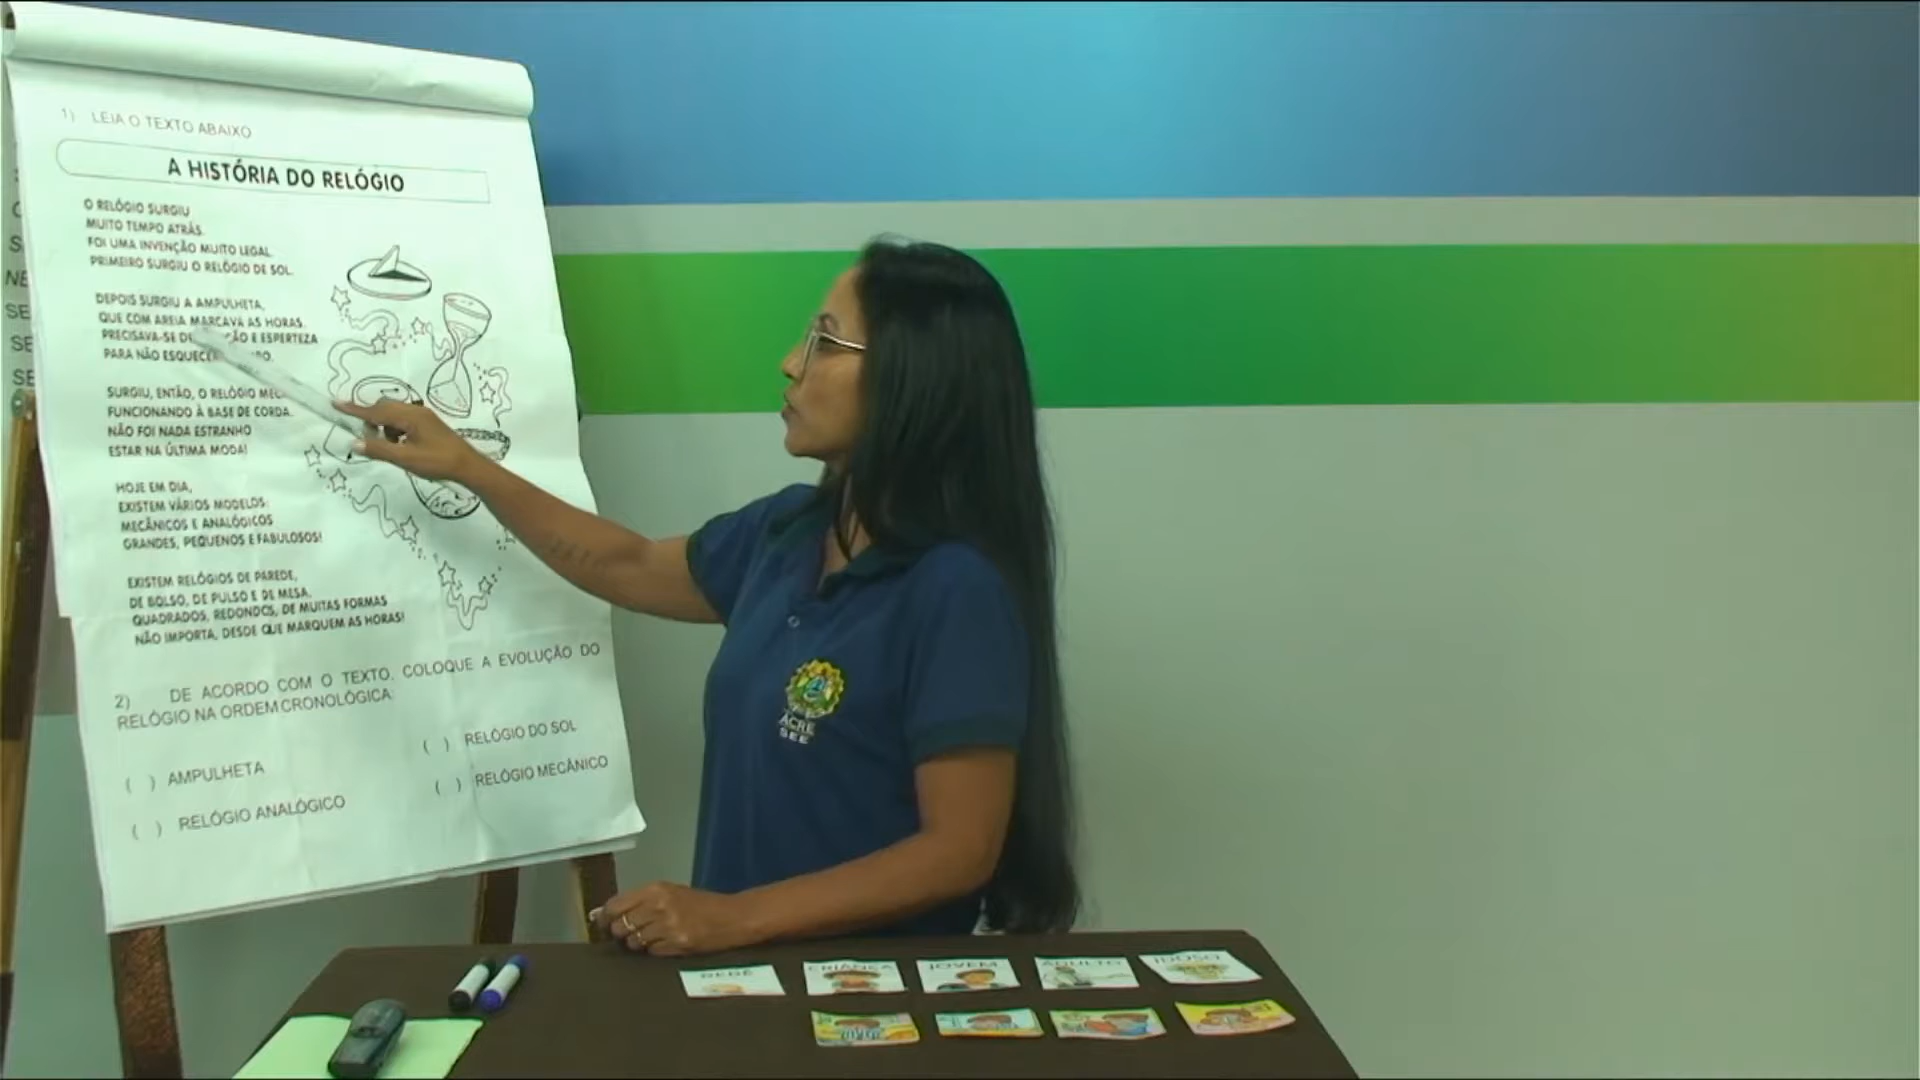 1) LEIA O TEXTO ABAIXO
A HISTÓRIA DO RELÓGIO
O RELÓGIO SURGIU
MUITO TEMPO ATRÁS.
FOI UMA INVENÇÃO MUITO LEGAL.
PRIMEIRO SURGIU O RELÓGIO DE SOL.
DEPOIS SURGIU A AMPULHETA,
QUE COM AREIA MARCAVA AS HORAS.
PRECISAVA-SE E ESPERTEZA
PARA NÃO
SURGIU, ENTÃO, O RELÓGIO
FUNCIONANDO À BASE DE CORDA.
NÃO FOI NADA ESTRANHO
ESTAR NA ÚLTIMA MODA!
HOJE EM DIA,
EXISTEM VÁRIOS MODELOS:
MECÂNICOS E ANALÓGICOS
GRANDES, PEQUENOS E FABULOSOS!
EXISTEM RELÓGIOS DE PAREDE,
DE BOLSO, DE PULSO E DE MESA,
QUADRADOS, REDONDOS, DE MUITAS FORMAS
NÃO IMPORTA, DESDE QUE MARQUEM AS HORAS!
2) DE ACORDO COM O TEXTO, COLOQUE A EVOLUÇÃO DO
RELÓGIO NA ORDEM CRONOLÓGICA:
( ) AMPULHETA ( ) RELÓGIO DO SOL
( ) RELÓGIO ANALÓGICO ( ) RELÓGIO MECÂNICO
ACRE
SEE
BEBÊ CRIANÇA JOVEM ADULTO IDOSO